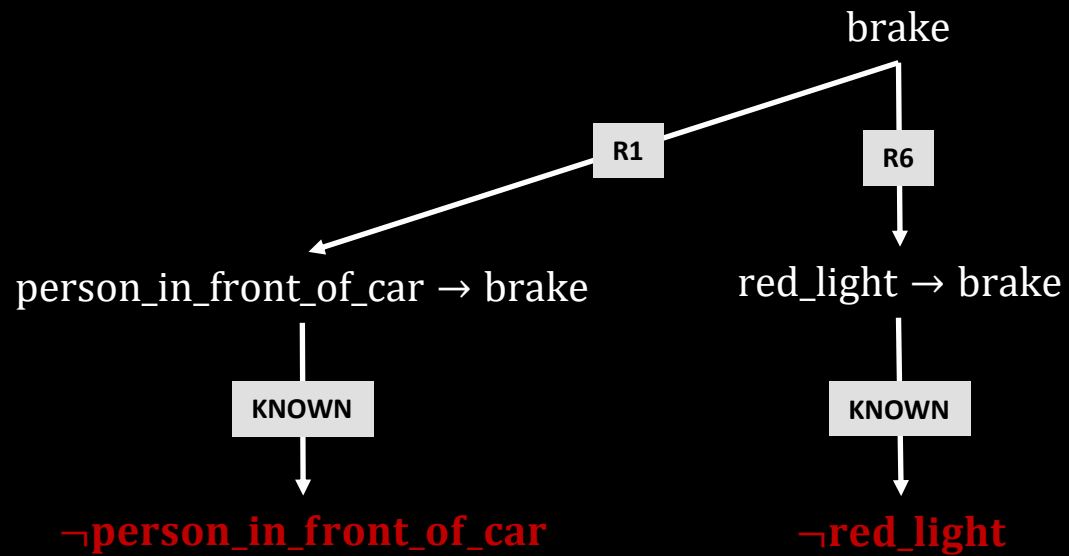 brake
R1
R6
person_in_front_of_car → brake
red_light → brake
KNOWN
KNOWN
¬person_in_front_of_car
¬red_light